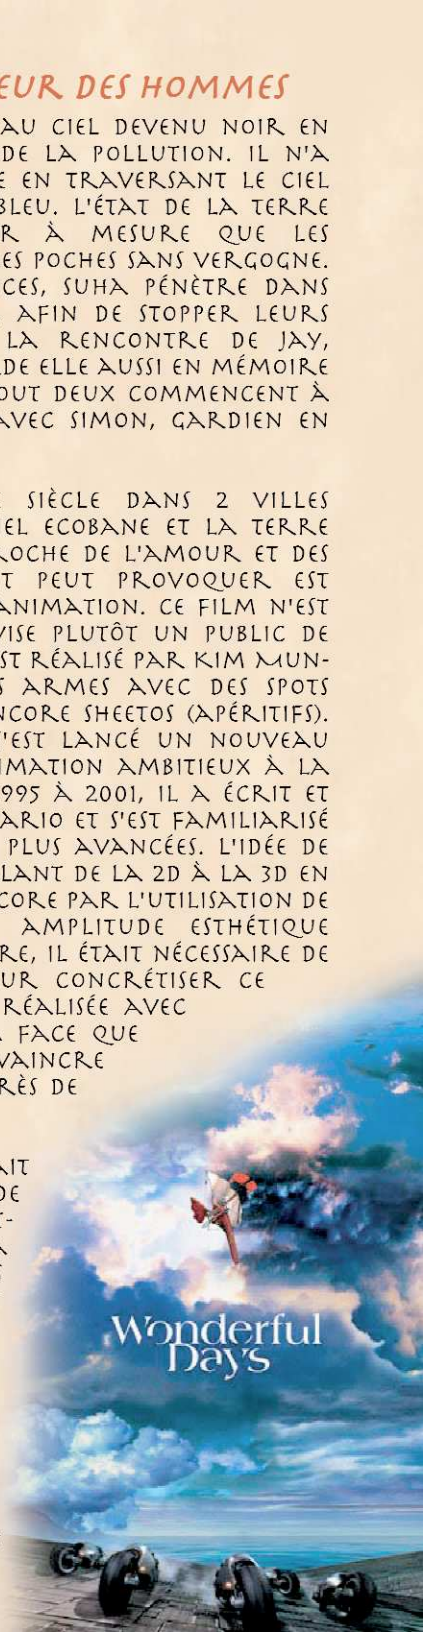 EUR DES HOMMES
AU CIEL DEVENU NOIR EN
DE LA POLLUTION. IL N'A
E EN TRAVERSANT LE CIEL
BLEU. L'ÉTAT DE LA TERRE
R À MESURE QUE LES
ES POCHES SANS VERGOGNE.
CES, SUHA PÉNÈTRE DANS
AFIN DE STOPPER LEURS
LA RENCONTRE DE JAY,
DE ELLE AUSSI EN MÉMOIRE
OUT DEUX COMMENCENT À
AVEC SIMON, GARDIEN EN
E SIÈCLE DANS 2 VILLES
IEL ECOBANE ET LA TERRE
ROCHE DE L'AMOUR ET DES
T PEUT PROVOQUER EST
ANIMATION. CE FILM N'EST
VISE PLUTÔT UN PUBLIC DE
ST RÉALISÉ PAR KIM MUN-
S ARMES AVEC DES SPOTS
NCORE SHEETOS (APÉRITIFS).
'EST LANCÉ UN NOUVEAU
IMATION AMBITIEUX À LA
995 À 2001, IL A ÉCRIT ET
ARIO ET S'EST FAMILIARISÉ
PLUS AVANCÉES. L'IDÉE DE
LANT DE LA 2D À LA 3D EN
CORE PAR L'UTILISATION DE
AMPLITUDE ESTHÉTIQUE
RE, IL ÉTAIT NÉCESSAIRE DE
UR CONCRÉTISER CE
RÉALISÉE AVEC
A FACE QUE
VAINCRE
RÈS DE
AIT
DE
T-
Wonderful
Days